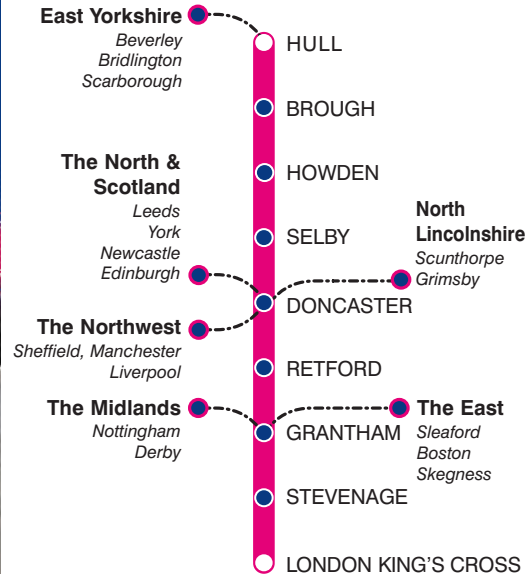 East Yorkshire
Beverley
Bridlington
Scarborough
HULL
BROUGH
HOWDEN
The North &
Scotland
Leeds
York
Newcastle
Edinburgh
SELBY
North
Lincolnshire
Scunthorpe
Grimsby
DONCASTER
The Northwest
Sheffield, Manchester
Liverpool
RETFORD
The Midlands
Nottingham
Derby
The East
Sleaford
Boston
Skegness
GRANTHAM
STEVENAGE
LONDON KING'S CROSS